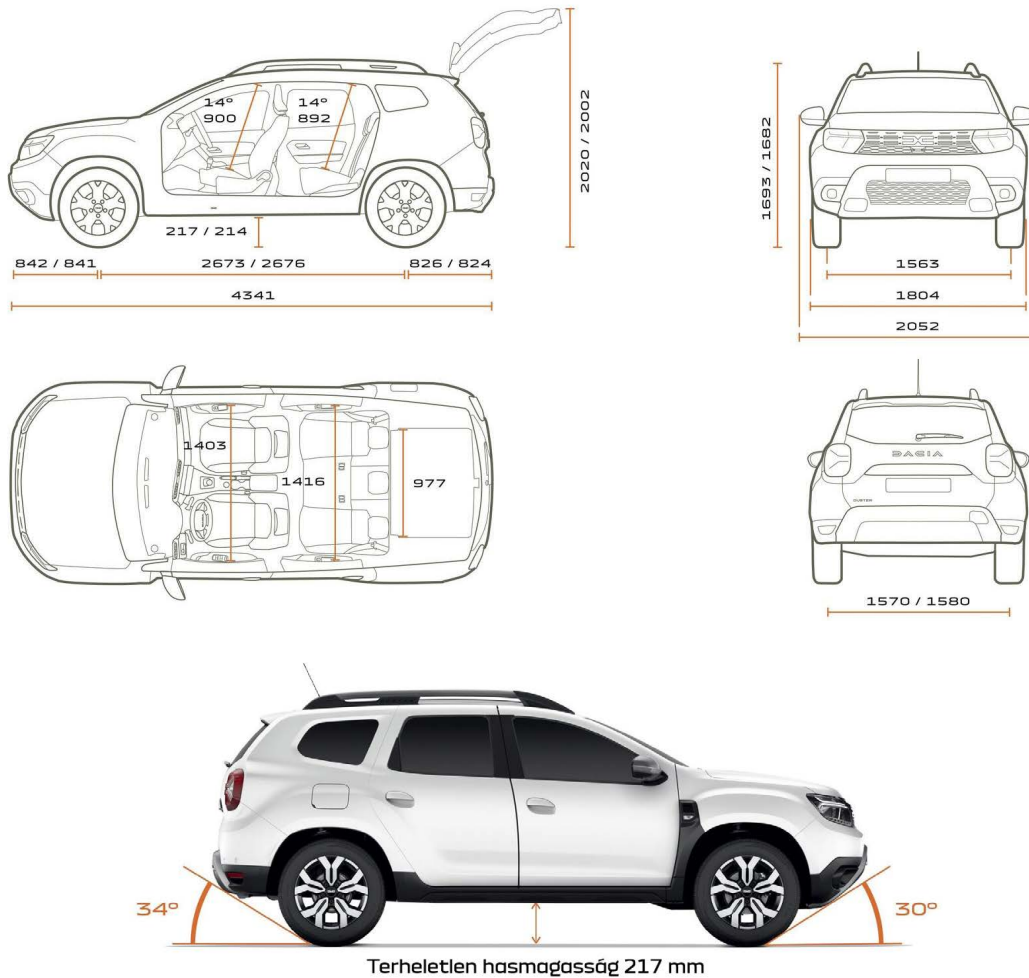 14°
900
14°
892
2020 / 2002
217 / 214
842 / 841
2673 / 2676
826 / 824
4341
1693 / 1682
1563
1804
2052
1403
1416
977
DACIA
DUSTER
1570 / 1580
34°
30°
Terheletlen hasmagasság 217 mm